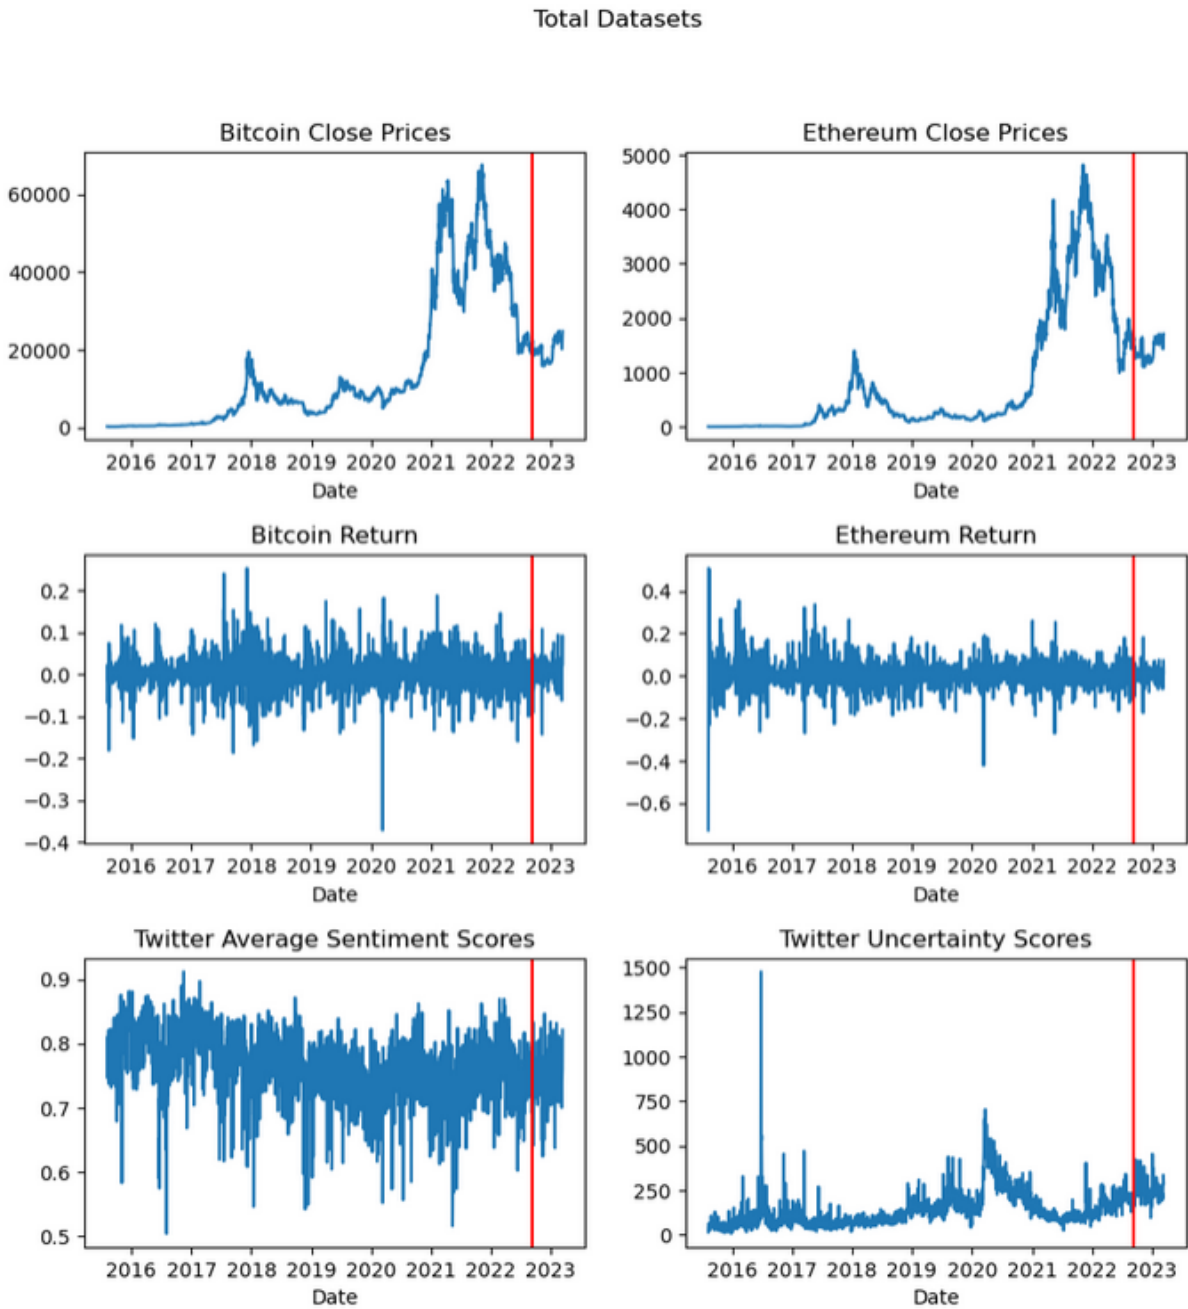 Total Datasets
Bitcoin Close Prices
60000
40000
20000
0
2016 2017 2018 2019 2020 2021 2022 2023
Date
Ethereum Close Prices
5000
4000
3000
2000
1000
0
2016 2017 2018 2019 2020 2021 2022 2023
Date
Bitcoin Return
0.2
0.1
0.0
−0.1
−0.2
−0.3
−0.4
2016 2017 2018 2019 2020 2021 2022 2023
Date
Ethereum Return
0.4
0.2
0.0
−0.2
−0.4
−0.6
2016 2017 2018 2019 2020 2021 2022 2023
Date
Twitter Average Sentiment Scores
0.9
0.8
0.7
0.6
0.5
2016 2017 2018 2019 2020 2021 2022 2023
Date
Twitter Uncertainty Scores
1500
1250
1000
750
500
250
0
2016 2017 2018 2019 2020 2021 2022 2023
Date